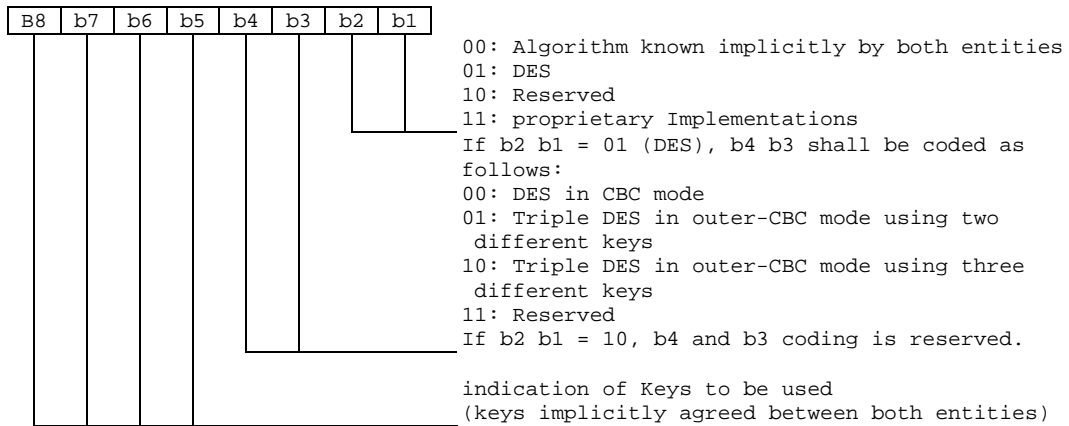 B8 b7 b6 b5 b4 b3 b2 b1
00: Algorithm known implicitly by both entities
01: DES
10: Reserved
11: proprietary Implementations
If b2 b1 = 01 (DES), b4 b3 shall be coded as
follows:
00: DES in CBC mode
01: Triple DES in outer-CBC mode using two
different keys
10: Triple DES in outer-CBC mode using three
different keys
11: Reserved
If b2 b1 = 10, b4 and b3 coding is reserved.
indication of Keys to be used
(keys implicitly agreed between both entities)